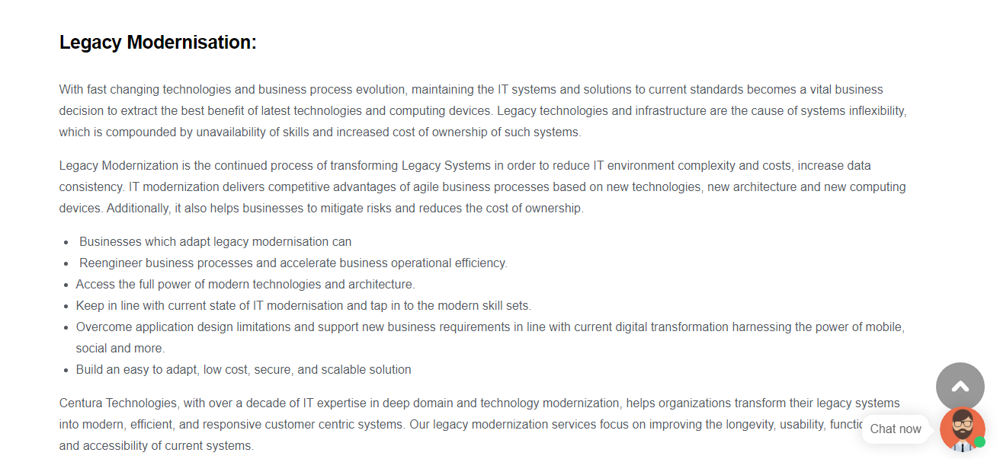 Legacy Modernisation:
With fast changing technologies and business process evolution, maintaining the IT systems and solutions to current standards becomes a vital business
decision to extract the best benefit of latest technologies and computing devices. Legacy technologies and infrastructure are the cause of systems inflexibility,
which is compounded by unavailability of skills and increased cost of ownership of such systems.
Legacy Modernization is the continued process of transforming Legacy Systems in order to reduce IT environment complexity and costs, increase data
consistency. IT modernization delivers competitive advantages of agile business processes based on new technologies, new architecture and new computing
devices. Additionally, it also helps businesses to mitigate risks and reduces the cost of ownership.
• Businesses which adapt legacy modernisation can
• Reengineer business processes and accelerate business operational efficiency.
• Access the full power of modern technologies and architecture.
• Keep in line with current state of IT modernisation and tap in to the modern skill sets.
• Overcome application design limitations and support new business requirements in line with current digital transformation harnessing the power of mobile,
social and more.
• Build an easy to adapt, low cost, secure, and scalable solution
Centura Technologies, with over a decade of IT expertise in deep domain and technology modernization, helps organizations transform their legacy systems
into modern, efficient, and responsive customer centric systems. Our legacy modernization services focus on improving the longevity, usability,
and accessibility of current systems.
Chat now